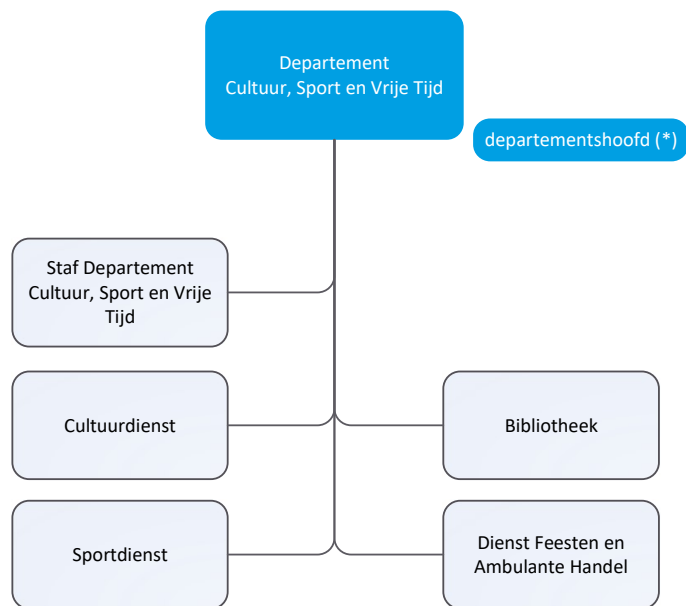 Departement
Cultuur, Sport en Vrije Tijd
departementshoofd (*)
Staf Departement
Cultuur, Sport en Vrije
Tijd
Cultuurdienst
Bibliotheek
Sportdienst
Dienst Feesten en
Ambulante Handel